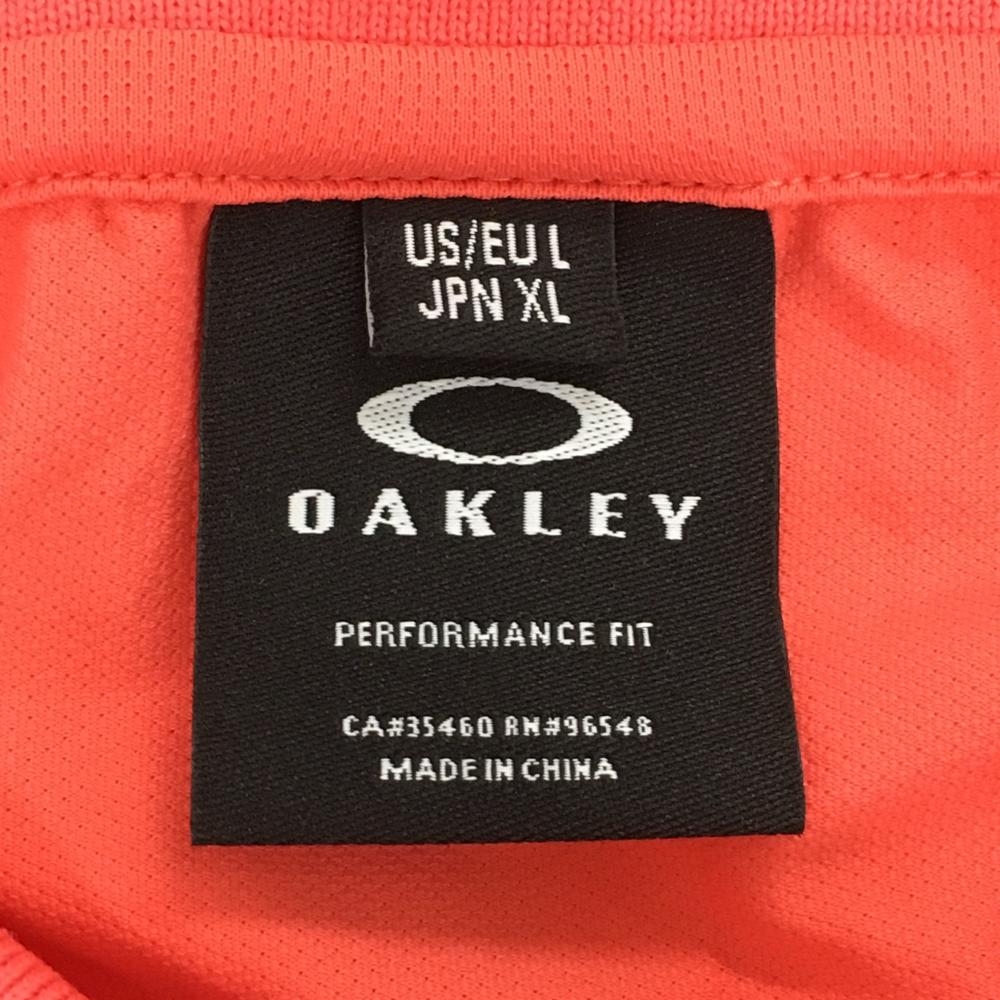 US/EU L
JPN XL
OAKLEY
PERFORMANCE FIT
CA#35460 RN#96548
MADE IN CHINA